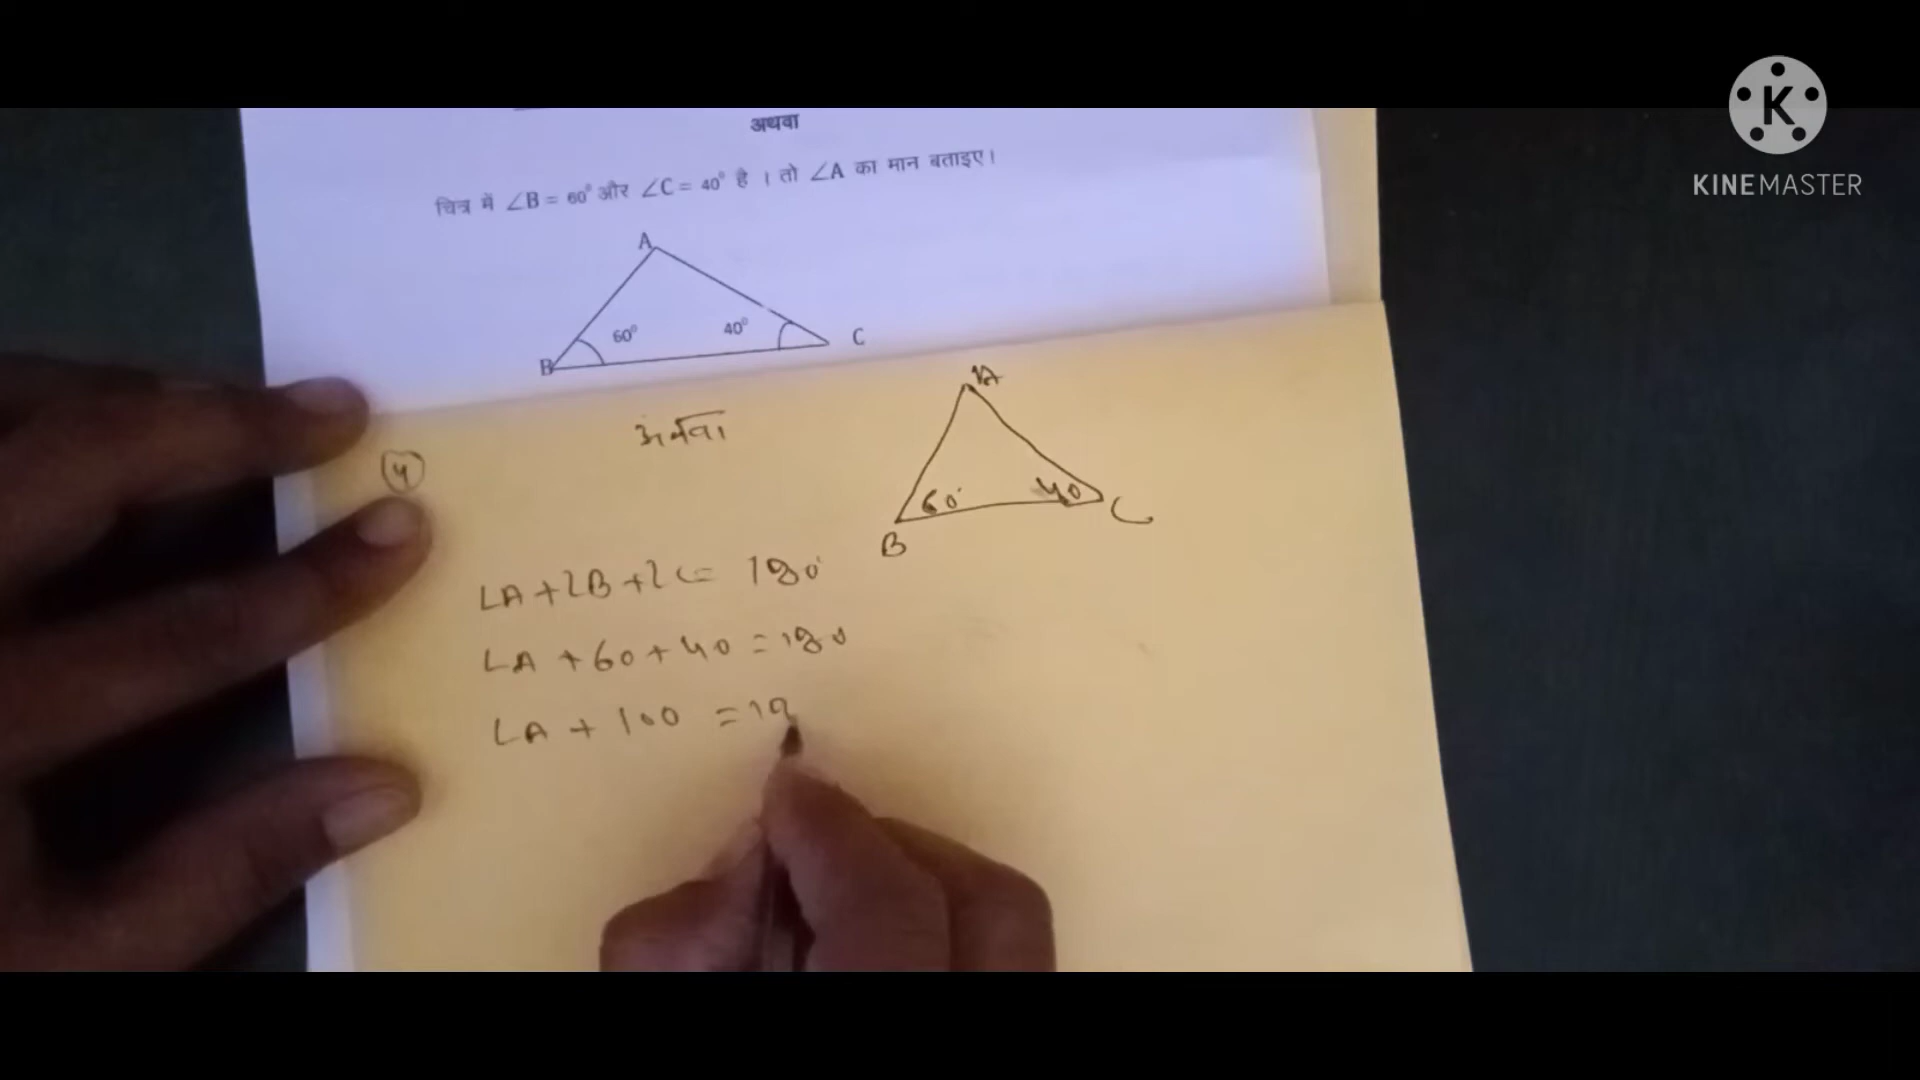 अथवा
चित्र में ∠B = 60° और ∠C = 40° है । तो ∠A का मान बताइए।
A
60°
40°
B
C
अथवा
A
4
60°
40
C
B
∠A + ∠B + ∠C = 180°
∠A + 60 + 40 = 180
∠A + 100 = 18
K
KINEMASTER